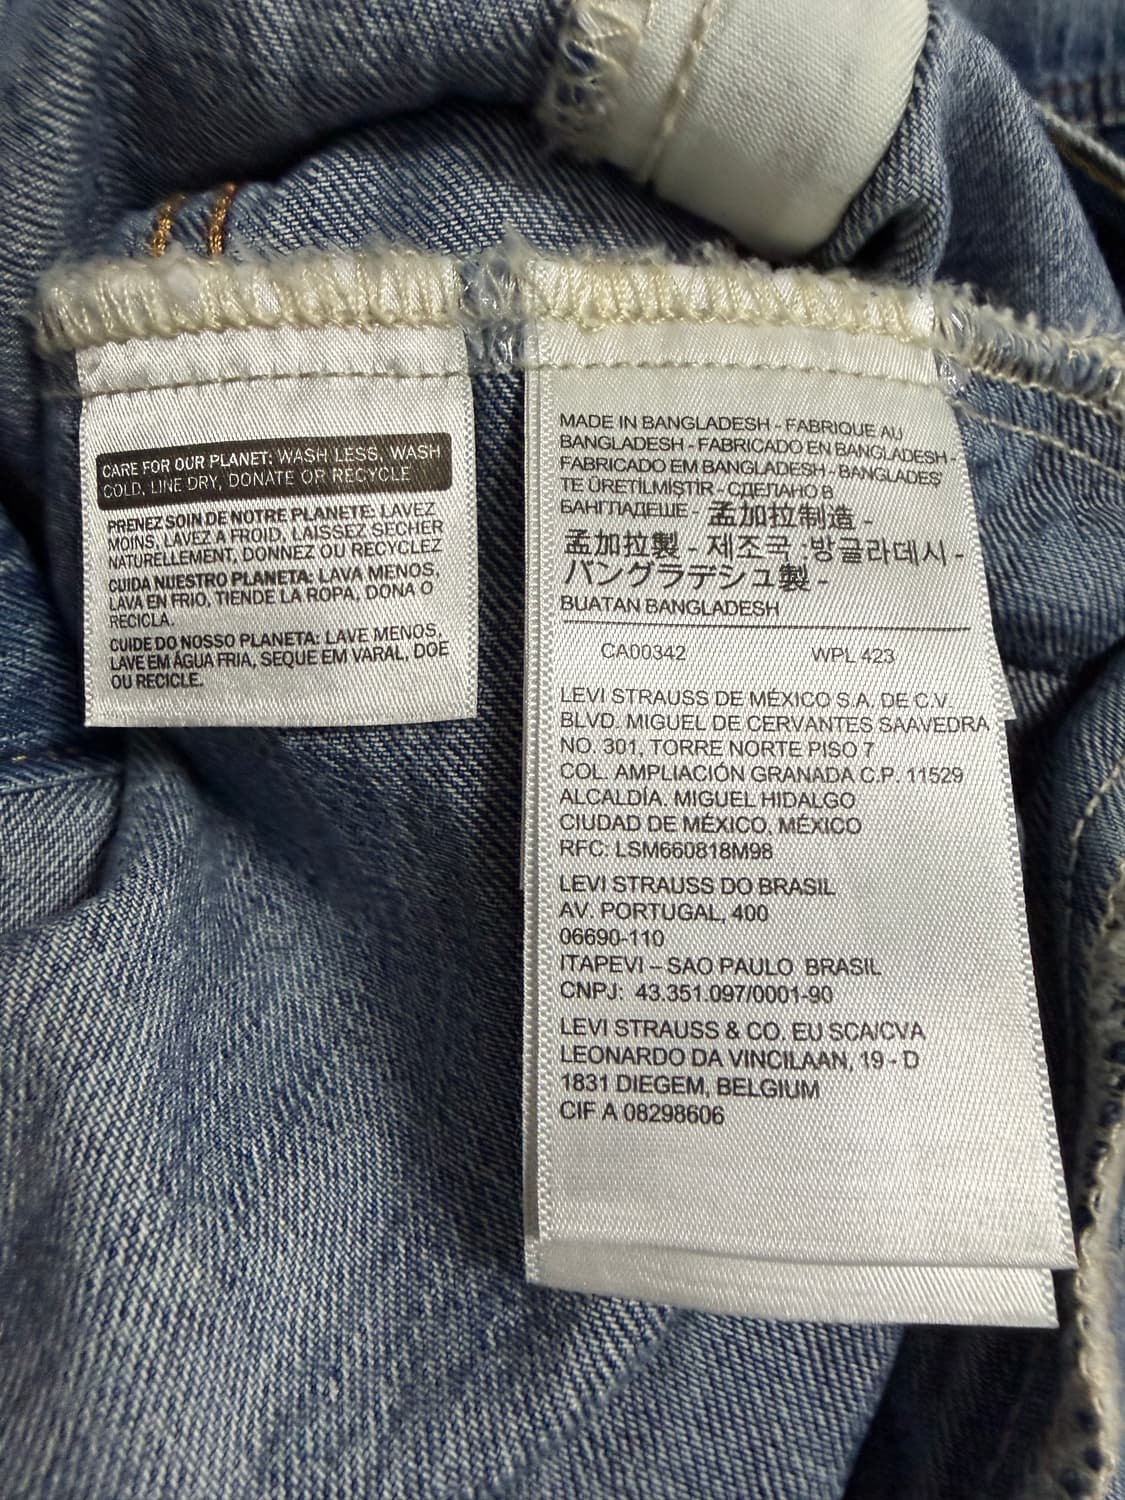 CARE FOR OUR PLANET: WASH LESS, WASH
COLD, LINE DRY, DONATE OR RECYCLE
PRENEZ SOIN DE NOTRE PLANETE: LAVEZ
MOINS, LAVEZ A FROID, LAISSEZ SECHER
NATURELLEMENT, DONNEZ OU RECYCLEZ
CUIDA NUESTRO PLANETA: LAVA MENOS,
LAVA EN FRIO, TIENDE LA ROPA, DONA O
RECICLA.
CUIDE DO NOSSO PLANETA: LAVE MENOS,
LAVE EM ÁGUA FRIA, SEQUE EM VARAL, DOE
OU RECICLE.
MADE IN BANGLADESH - FABRIQUE AU
BANGLADESH - FABRICADO EN BANGLADESH -
FABRICADO EM BANGLADESH - BANGLADES'
TE ÜRETILMIŞTIR - СДЕЛАНО В
БАНГЛАДЕШЕ - 孟加拉制造 -
孟加拉製 - 제조국 :방글라데시 -
バングラデシュ製 -
BUATAN BANGLADESH
CA00342 WPL 423
LEVI STRAUSS DE MÉXICO S.A. DE C.V.
BLVD. MIGUEL DE CERVANTES SAAVEDRA
NO. 301, TORRE NORTE PISO 7
COL. AMPLIACIÓN GRANADA C.P. 11529
ALCALDÍA. MIGUEL HIDALGO
CIUDAD DE MÉXICO, MÉXICO
RFC: LSM660818M98
LEVI STRAUSS DO BRASIL
AV. PORTUGAL, 400
06690-110
ITAPEVI – SAO PAULO BRASIL
CNPJ: 43.351.097/0001-90
LEVI STRAUSS & CO. EU SCA/CVA
LEONARDO DA VINCILAAN, 19 - D
1831 DIEGEM, BELGIUM
CIF A 08298606